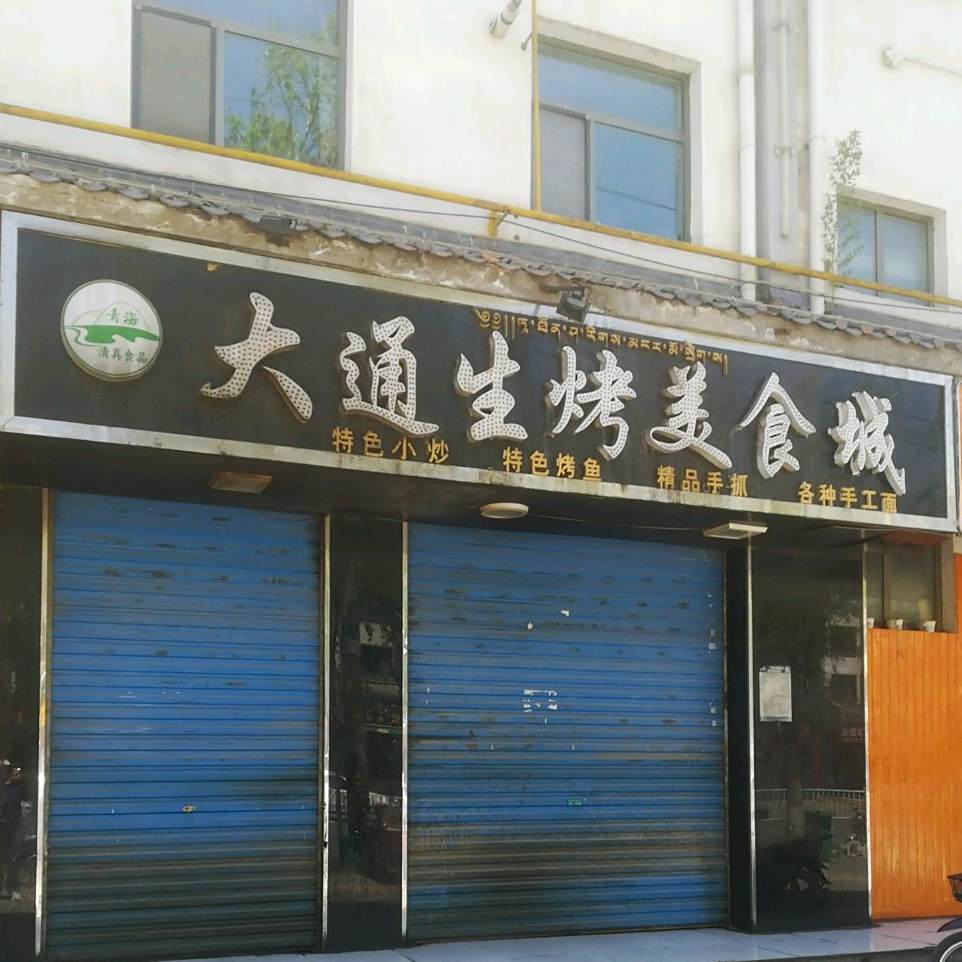 青海
清真食品
大通生烤美食城
特色小炒 特色烤鱼 精品手抓 各种手工面